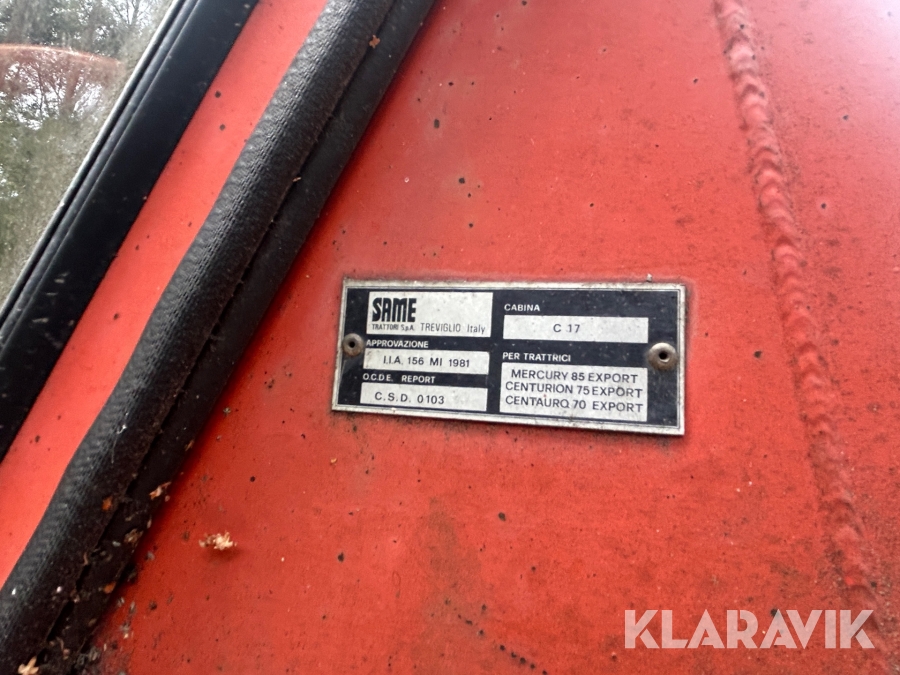 SAME
TRATTORI S.p.A. TREVIGLIO Italy
APPROVAZIONE
I.I.A. 156 MI 1981
O.C.D.E. REPORT
C.S.D. 0103
CABINA
C 17
PER TRATTRICI
MERCURY 85 EXPORT
CENTURION 75 EXPORT
CENTAURO 70 EXPORT
KLARAVIK